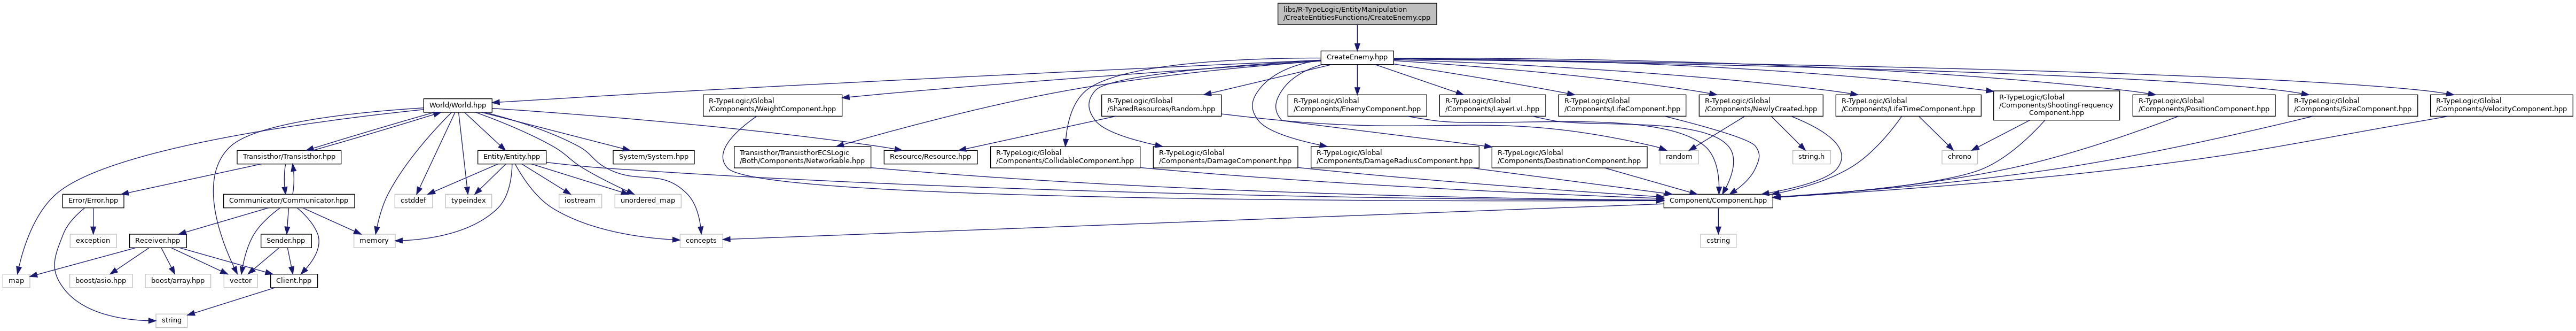 libs/R-TypeLogic/EntityManipulation
/CreateEntitiesFunctions/CreateEnemy.cpp
CreateEnemy.hpp
World/World.hpp
R-TypeLogic/Global
/Components/WeightComponent.hpp
R-TypeLogic/Global
/SharedResources/Random.hpp
R-TypeLogic/Global
/Components/EnemyComponent.hpp
R-TypeLogic/Global
/Components/LayerLvL.hpp
R-TypeLogic/Global
/Components/LifeComponent.hpp
R-TypeLogic/Global
/Components/NewlyCreated.hpp
R-TypeLogic/Global
/Components/LifeTimeComponent.hpp
R-TypeLogic/Global
/Components/ShootingFrequency
Component.hpp
R-TypeLogic/Global
/Components/PositionComponent.hpp
R-TypeLogic/Global
/Components/SizeComponent.hpp
R-TypeLogic/Global
/Components/VelocityComponent.hpp
Transisthor/Transisthor.hpp
Entity/Entity.hpp
System/System.hpp
Transisthor/TransisthorECSLogic
/Both/Components/Networkable.hpp
Resource/Resource.hpp
R-TypeLogic/Global
/Components/CollidableComponent.hpp
R-TypeLogic/Global
/Components/DamageComponent.hpp
R-TypeLogic/Global
/Components/DamageRadiusComponent.hpp
R-TypeLogic/Global
/Components/DestinationComponent.hpp
random
string.h
chrono
Error/Error.hpp
Communicator/Communicator.hpp
cstddef
typeindex
iostream
unordered_map
Component/Component.hpp
exception
Receiver.hpp
Sender.hpp
memory
concepts
cstring
map
boost/asio.hpp
boost/array.hpp
vector
Client.hpp
string